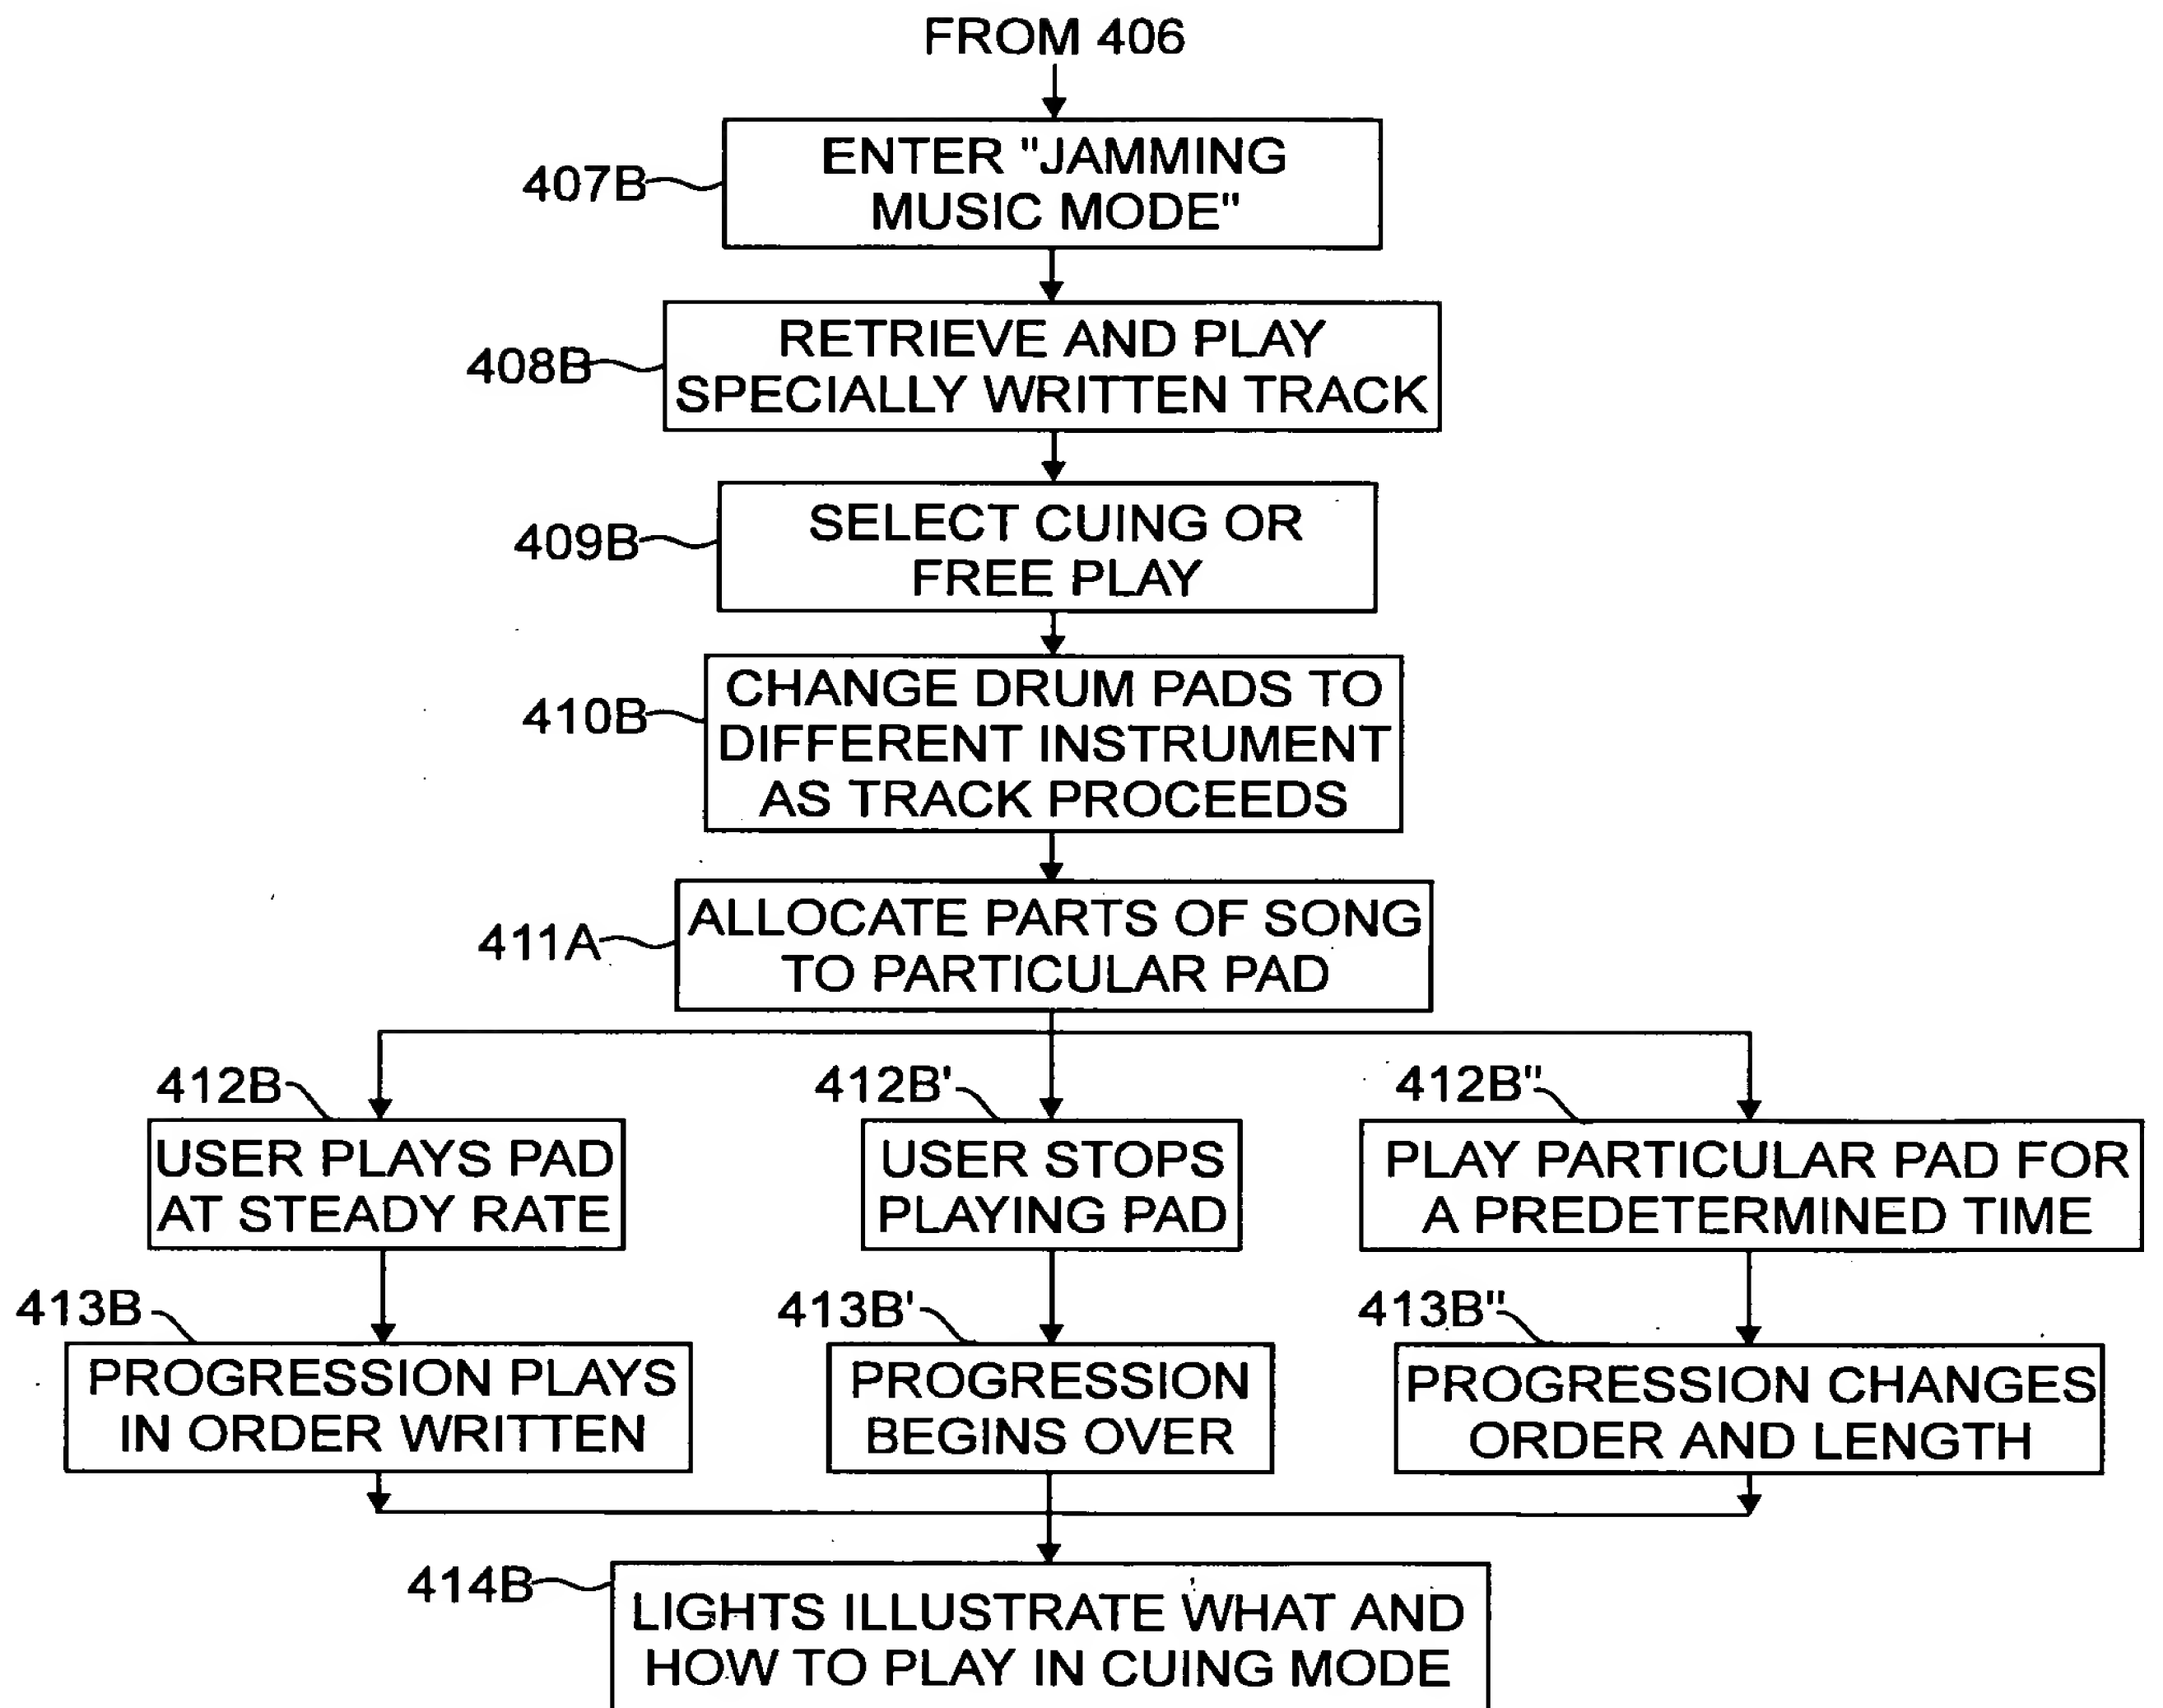 FROM 406
407B
ENTER "JAMMING
MUSIC MODE"
408B
RETRIEVE AND PLAY
SPECIALLY WRITTEN TRACK
409B
SELECT CUING OR
FREE PLAY
410B
CHANGE DRUM PADS TO
DIFFERENT INSTRUMENT
AS TRACK PROCEEDS
411A
ALLOCATE PARTS OF SONG
TO PARTICULAR PAD
412B
USER PLAYS PAD
AT STEADY RATE
412B'
USER STOPS
PLAYING PAD
412B"
PLAY PARTICULAR PAD FOR
A PREDETERMINED TIME
413B
PROGRESSION PLAYS
IN ORDER WRITTEN
413B'
PROGRESSION
BEGINS OVER
413B"
PROGRESSION CHANGES
ORDER AND LENGTH
414B
LIGHTS ILLUSTRATE WHAT AND
HOW TO PLAY IN CUING MODE